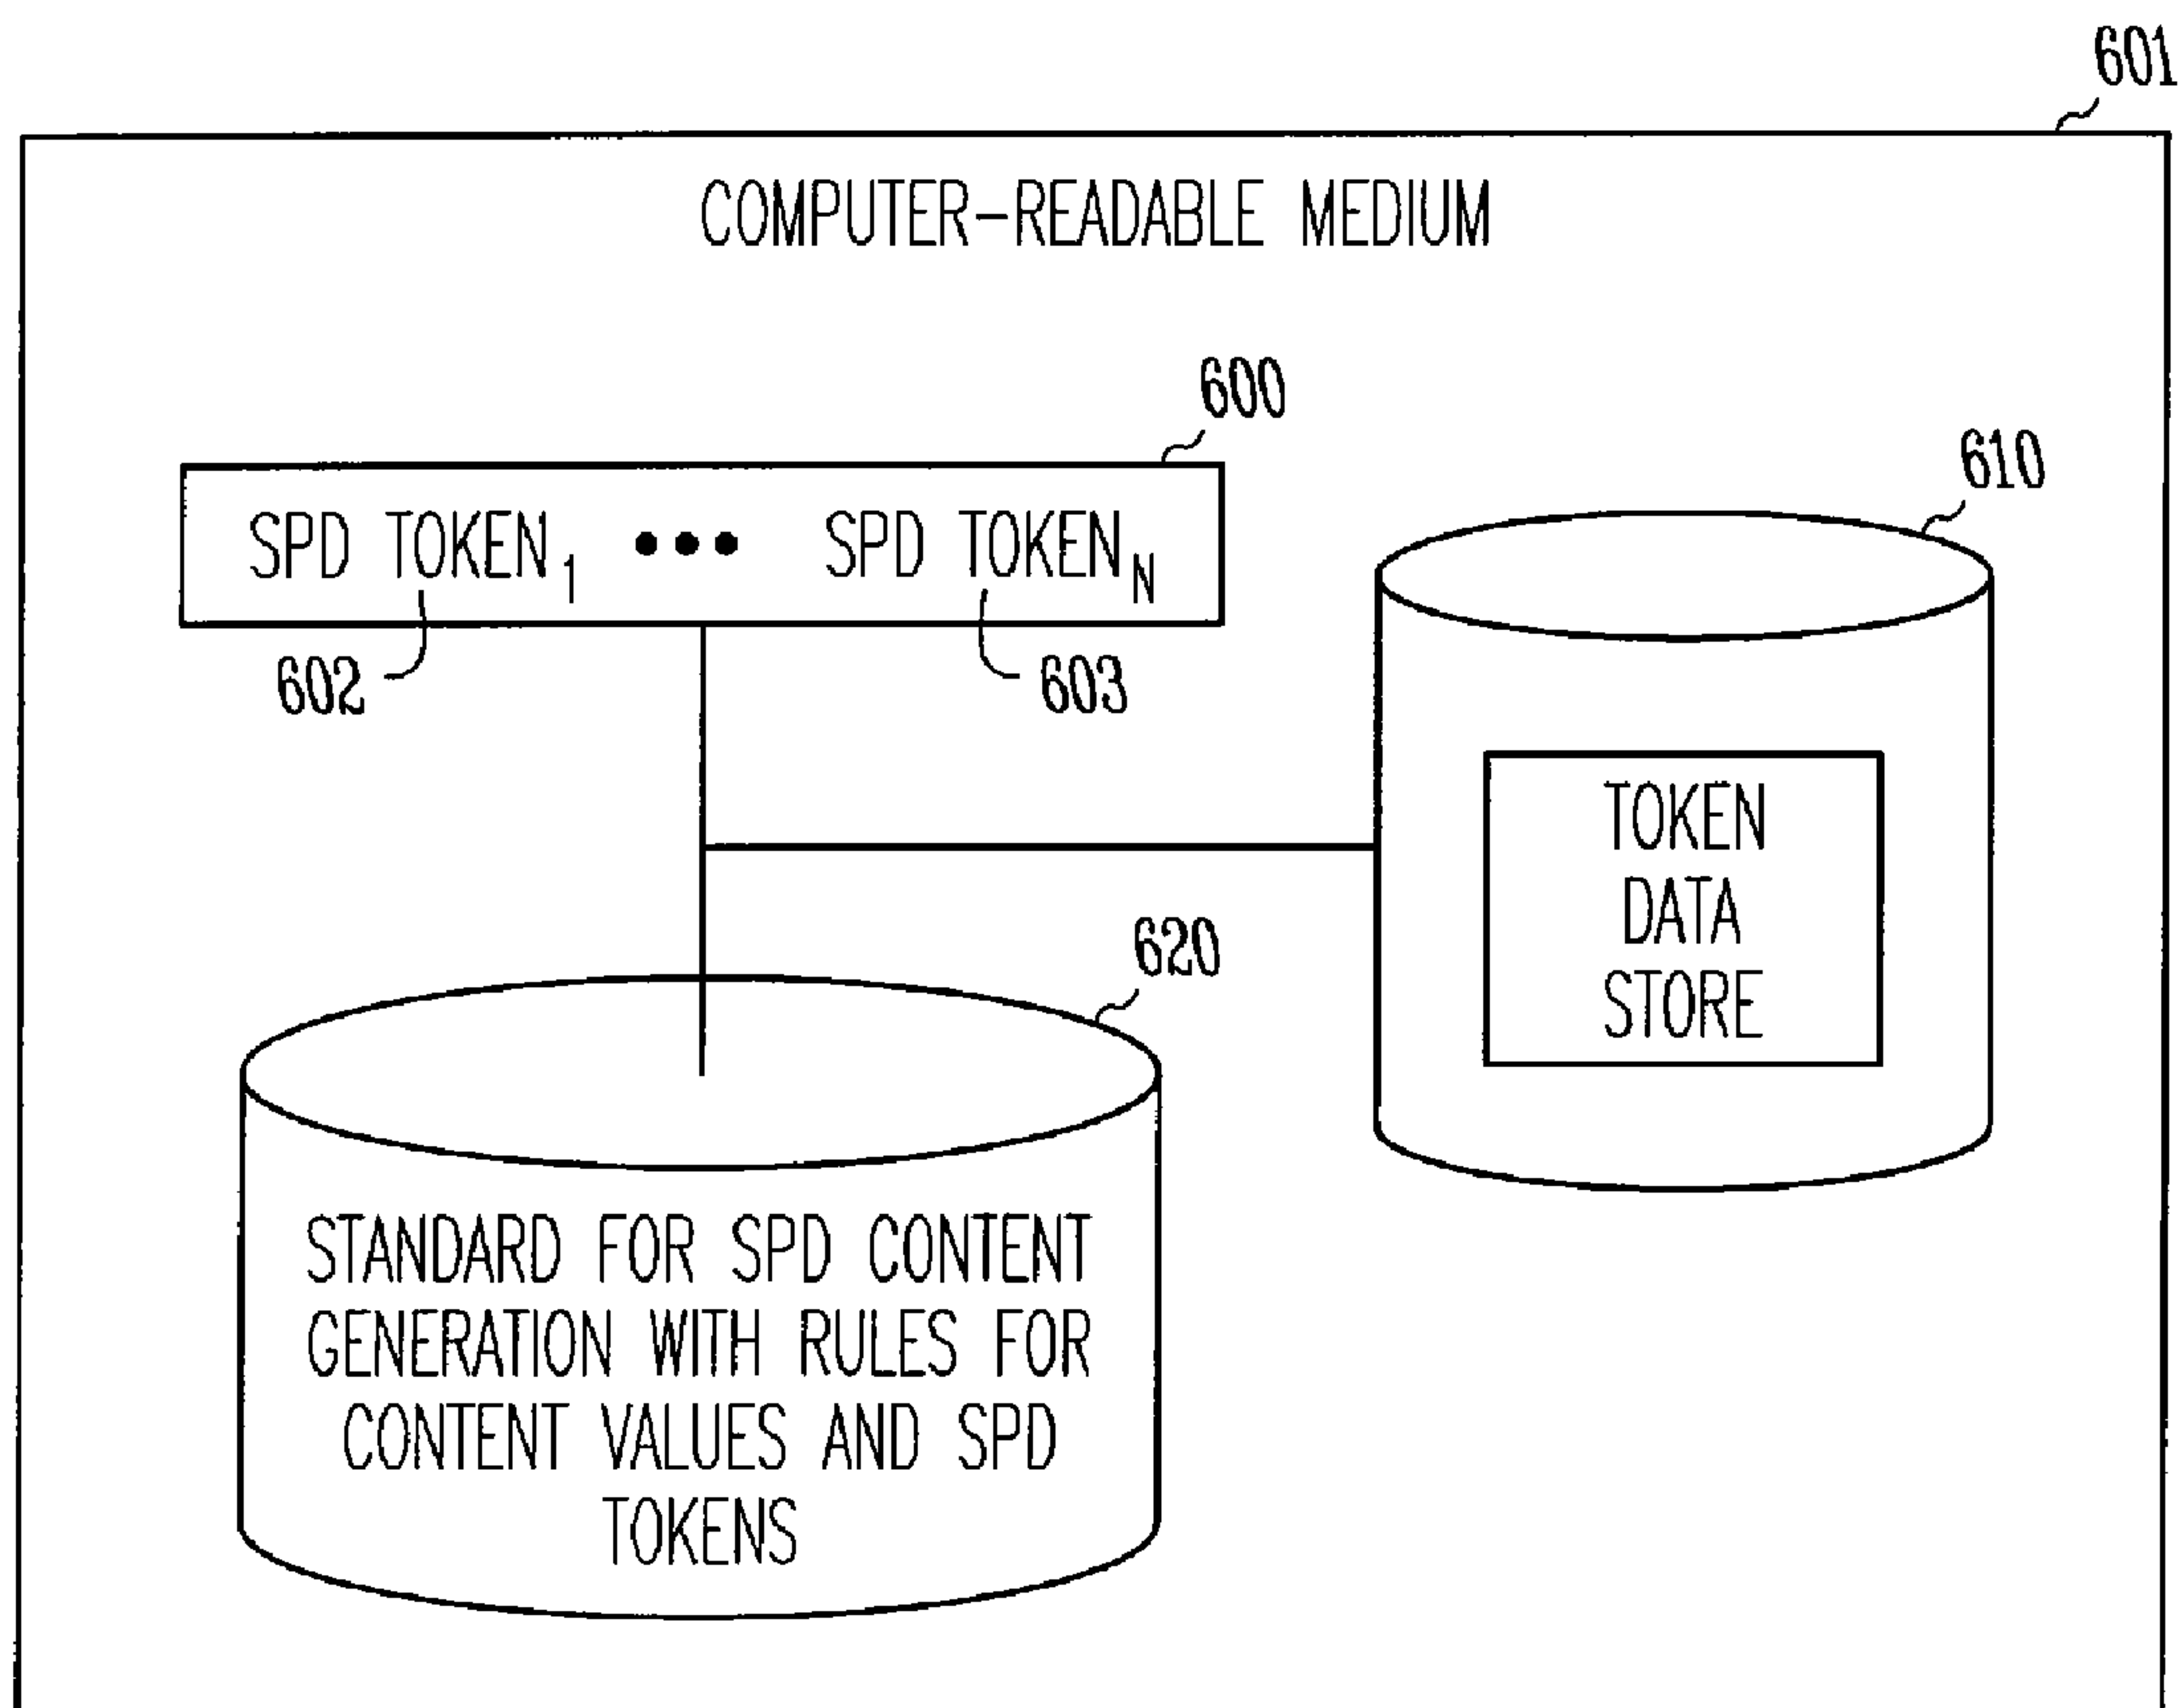 601
COMPUTER-READABLE MEDIUM
600
610
SPD TOKEN1 ••• SPD TOKENN
602 603
TOKEN
DATA
STORE
620
STANDARD FOR SPD CONTENT
GENERATION WITH RULES FOR
CONTENT VALUES AND SPD
TOKENS